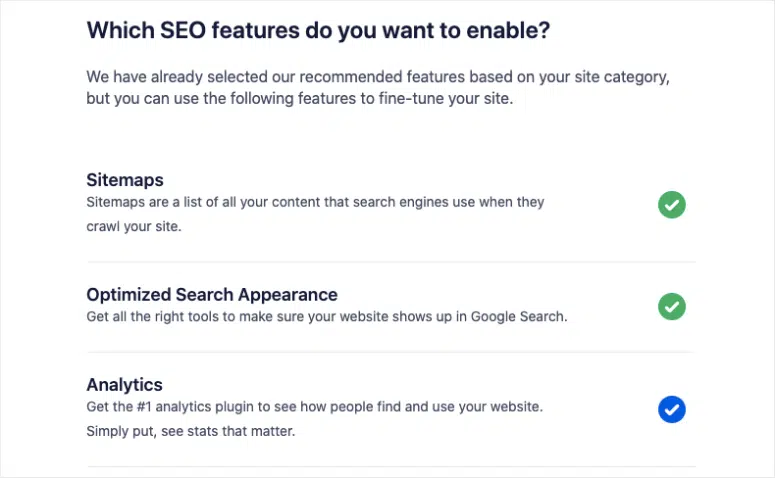 Which SEO features do you want to enable?
We have already selected our recommended features based on your site category,
but you can use the following features to fine-tune your site.
Sitemaps
Sitemaps are a list of all your content that search engines use when they
crawl your site.
Optimized Search Appearance
Get all the right tools to make sure your website shows up in Google Search.
Analytics
Get the #1 analytics plugin to see how people find and use your website.
Simply put, see stats that matter.